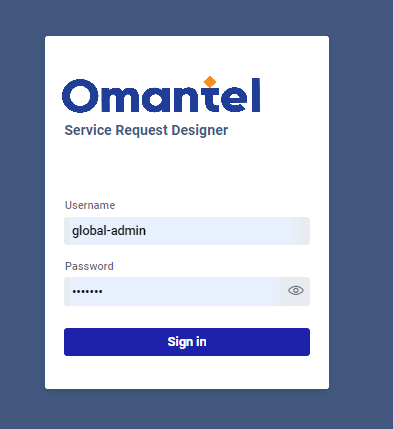 Omantel
Service Request Designer
Username
global-admin
Password
•••••••
Sign in